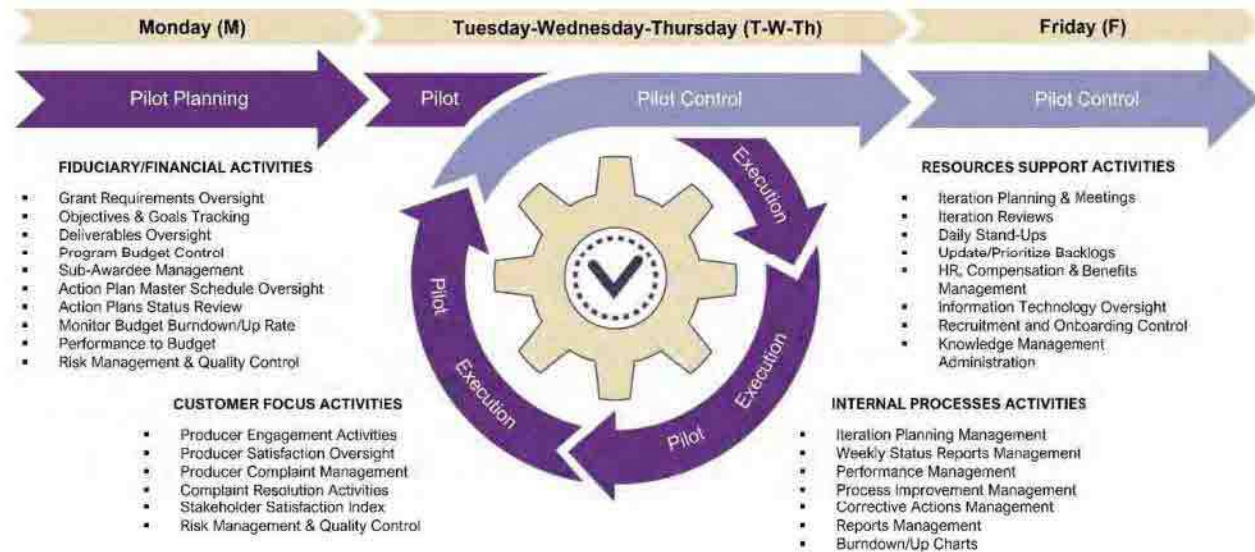 Monday (M)
Tuesday-Wednesday-Thursday (T-W-Th)
Friday (F)
Pilot Planning
Pilot
Pilot Control
Pilot Control
Execution
Execution
Pilot
Execution
Pilot
FIDUCIARY/FINANCIAL ACTIVITIES
▪ Grant Requirements Oversight
▪ Objectives & Goals Tracking
▪ Deliverables Oversight
▪ Program Budget Control
▪ Sub-Awardee Management
▪ Action Plan Master Schedule Oversight
▪ Action Plans Status Review
▪ Monitor Budget Burndown/Up Rate
▪ Performance to Budget
▪ Risk Management & Quality Control
RESOURCES SUPPORT ACTIVITIES
▪ Iteration Planning & Meetings
▪ Iteration Reviews
▪ Daily Stand-Ups
▪ Update/Prioritize Backlogs
▪ HR, Compensation & Benefits
Management
▪ Information Technology Oversight
▪ Recruitment and Onboarding Control
▪ Knowledge Management
Administration
CUSTOMER FOCUS ACTIVITIES
▪ Producer Engagement Activities
▪ Producer Satisfaction Oversight
▪ Producer Complaint Management
▪ Complaint Resolution Activities
▪ Stakeholder Satisfaction Index
▪ Risk Management & Quality Control
INTERNAL PROCESSES ACTIVITIES
▪ Iteration Planning Management
▪ Weekly Status Reports Management
▪ Performance Management
▪ Process Improvement Management
▪ Corrective Actions Management
▪ Reports Management
▪ Burndown/Up Charts